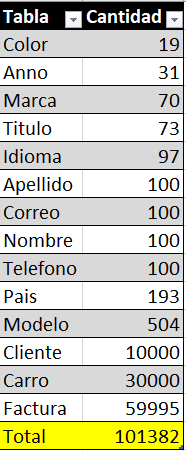 Tabla Cantidad
Color 19
Anno 31
Marca 70
Titulo 73
Idioma 97
Apellido 100
Correo 100
Nombre 100
Telefono 100
Pais 193
Modelo 504
Cliente 10000
Carro 30000
Factura 59995
Total 101382